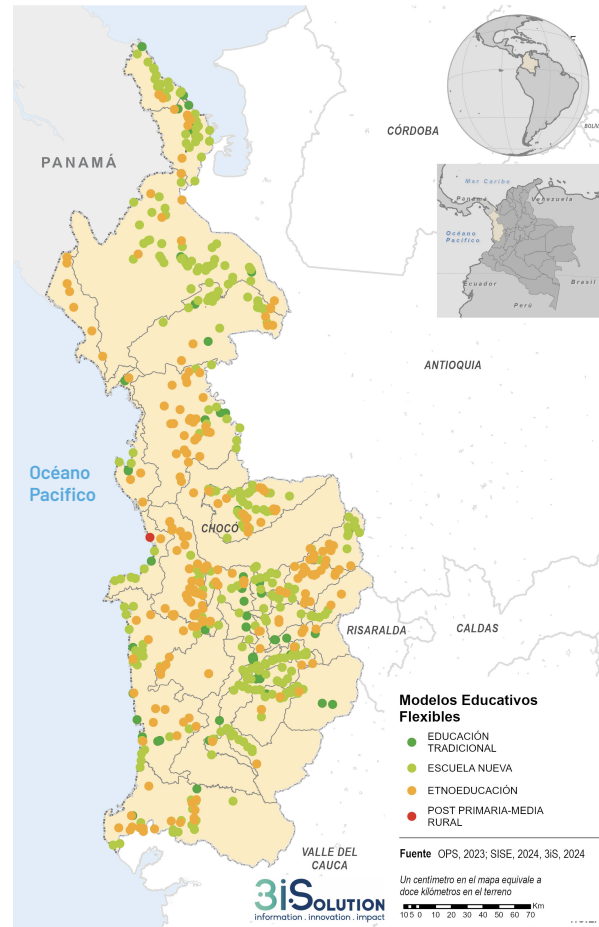 CÓRDOBA
PANAMÁ
Mar Caribe
Panamá
Venezuela
Océano
Pacífico
Ecuador
Brasil
Perú
ANTIOQUIA
Océano
Pacifico
CHOCÓ
RISARALDA
CALDAS
Modelos Educativos
Flexibles
EDUCACIÓN
TRADICIONAL
ESCUELA NUEVA
ETNOEDUCACIÓN
POST PRIMARIA-MEDIA
RURAL
Fuente OPS, 2023; SISE, 2024, 3iS, 2024
VALLE DEL
CAUCA
Un centímetro en el mapa equivale a
doce kilómetros en el terreno
Km
10 5 0 10 20 30 40 50 60 70
3iSOLUTION
information . innovation . impact